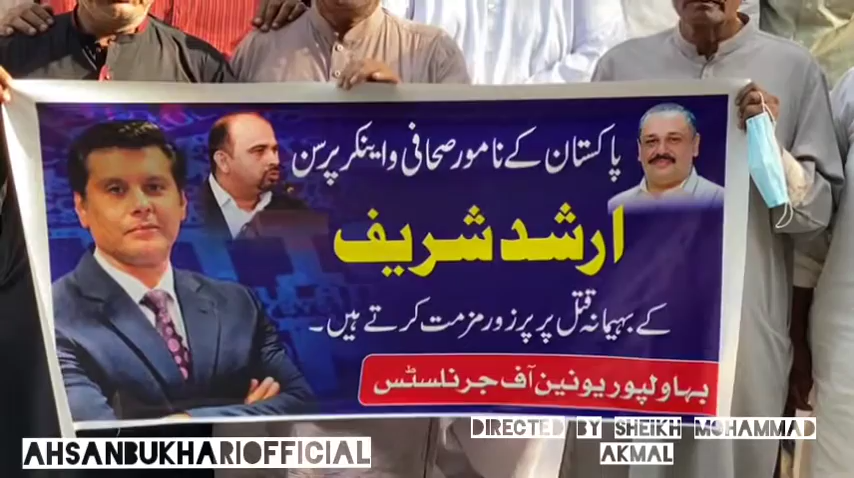 پاکستان کے نامور صحافی و اینکر پرسن
ارشد شریف
کے بہیمانہ قتل پر پرزور مزمت کرتے ہیں۔
بہاولپور یونین آف جرنلسٹس
DIRECTED BY SHEIKH MOHAMMAD
AKMAL
AHSANBUKHARIOFFICIAL